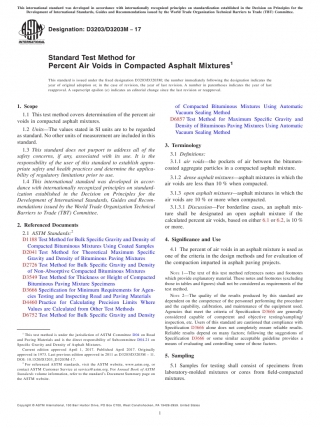 This international standard was developed in accordance with internationally recognized principles on standardization established in the Decision on Principles for the
Development of International Standards, Guides and Recommendations issued by the World Trade Organization Technical Barriers to Trade (TBT) Committee.
Designation: D3203/D3203M − 17
INTERNATIONAL
Standard Test Method for
Percent Air Voids in Compacted Asphalt Mixtures1
This standard is issued under the fixed designation D3203/D3203M; the number immediately following the designation indicates the
year of original adoption or, in the case of revision, the year of last revision. A number in parentheses indicates the year of last
reapproval. A superscript epsilon (ε) indicates an editorial change since the last revision or reapproval.
1. Scope
1.1 This test method covers determination of the percent air
voids in compacted asphalt mixtures.
1.2 Units—The values stated in SI units are to be regarded
as standard. No other units of measurement are included in this
standard.
1.3 This standard does not purport to address all of the
safety concerns, if any, associated with its use. It is the
responsibility of the user of this standard to establish appro-
priate safety and health practices and determine the applica-
bility of regulatory limitations prior to use.
1.4 This international standard was developed in accor-
dance with internationally recognized principles on standard-
ization established in the Decision on Principles for the
Development of International Standards, Guides and Recom-
mendations issued by the World Trade Organization Technical
Barriers to Trade (TBT) Committee.
2. Referenced Documents
2.1 ASTM Standards:2
D1188 Test Method for Bulk Specific Gravity and Density of
Compacted Bituminous Mixtures Using Coated Samples
D2041 Test Method for Theoretical Maximum Specific
Gravity and Density of Bituminous Paving Mixtures
D2726 Test Method for Bulk Specific Gravity and Density
of Non-Absorptive Compacted Bituminous Mixtures
D3549 Test Method for Thickness or Height of Compacted
Bituminous Paving Mixture Specimens
D3666 Specification for Minimum Requirements for Agen-
cies Testing and Inspecting Road and Paving Materials
D4460 Practice for Calculating Precision Limits Where
Values are Calculated from Other Test Methods
D6752 Test Method for Bulk Specific Gravity and Density
1 This test method is under the jurisdiction of ASTM Committee D04 on Road
and Paving Materials and is the direct responsibility of Subcommittee D04.21 on
Specific Gravity and Density of Asphalt Mixtures.
Current edition approved April 1, 2017. Published April 2017. Originally
DOI: 10.1520/D3203_D3203M-17.
2 For referenced ASTM standards, visit the ASTM website, www.astm.org, or
contact ASTM Customer Service at service@astm.org. For Annual Book of ASTM
Standards volume information, refer to the standard's Document Summary page on
the ASTM website.
of Compacted Bituminous Mixtures Using Automatic
Vacuum Sealing Method
D6857 Test Method for Maximum Specific Gravity and
Density of Bituminous Paving Mixtures Using Automatic
Vacuum Sealing Method
3. Terminology
3.1 Definitions:
3.1.1 air voids—the pockets of air between the bitumen-
coated aggregate particles in a compacted asphalt mixture.
3.1.2 dense asphalt mixtures—asphalt mixtures in which the
air voids are less than 10 % when compacted.
3.1.3 open asphalt mixtures—asphalt mixtures in which the
air voids are 10 % or more when compacted.
3.1.3.1 Discussion—For borderline cases, an asphalt mix-
ture shall be designated an open asphalt mixture if the
calculated percent air voids, based on either 6.1 or 6.2, is 10 %
or more.
4. Significance and Use
4.1 The percent of air voids in an asphalt mixture is used as
one of the criteria in the design methods and for evaluation of
the compaction imparted in asphalt paving projects.
NOTE 1—The text of this test method references notes and footnotes
which provide explanatory material. These notes and footnotes (excluding
those in tables and figures) shall not be considered as requirements of the
test method.
NOTE 2—The quality of the results produced by this standard are
dependent on the competence of the personnel performing the procedure
and the capability, calibration, and maintenance of the equipment used.
Agencies that meet the criteria of Specification D3666 are generally
considered capable of competent and objective testing/sampling/
inspection/etc. Users of this standard are cautioned that compliance with
Specification D3666 alone does not completely ensure reliable results.
Reliable results depend on many factors; following the suggestions of
Specification D3666 or some similar acceptable guideline provides a
means of evaluating and controlling some of those factors.
5. Sampling
5.1 Samples for testing shall consist of specimens from
laboratory-molded mixtures or cores from field-compacted
mixtures.
Copyright © ASTM International, 100 Barr Harbor Drive, PO Box C700, West Conshohocken, PA 19428-2959. United States
1